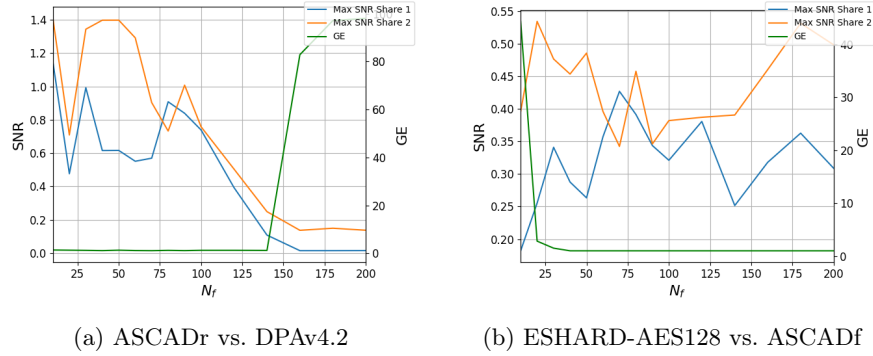 Max SNR Share 1
Max SNR Share 2
GE
1.4
1.2
1.0
0.8
0.6
0.4
0.2
0.0
SNR
100
80
60
40
20
0
GE
25 50 75 100 125 150 175 200
N_f
(a) ASCADr vs. DPAv4.2
Max SNR Share 1
Max SNR Share 2
GE
0.55
0.50
0.45
0.40
0.35
0.30
0.25
0.20
SNR
40
30
20
10
0
GE
25 50 75 100 125 150 175 200
N_f
(b) ESHARD-AES128 vs. ASCADf